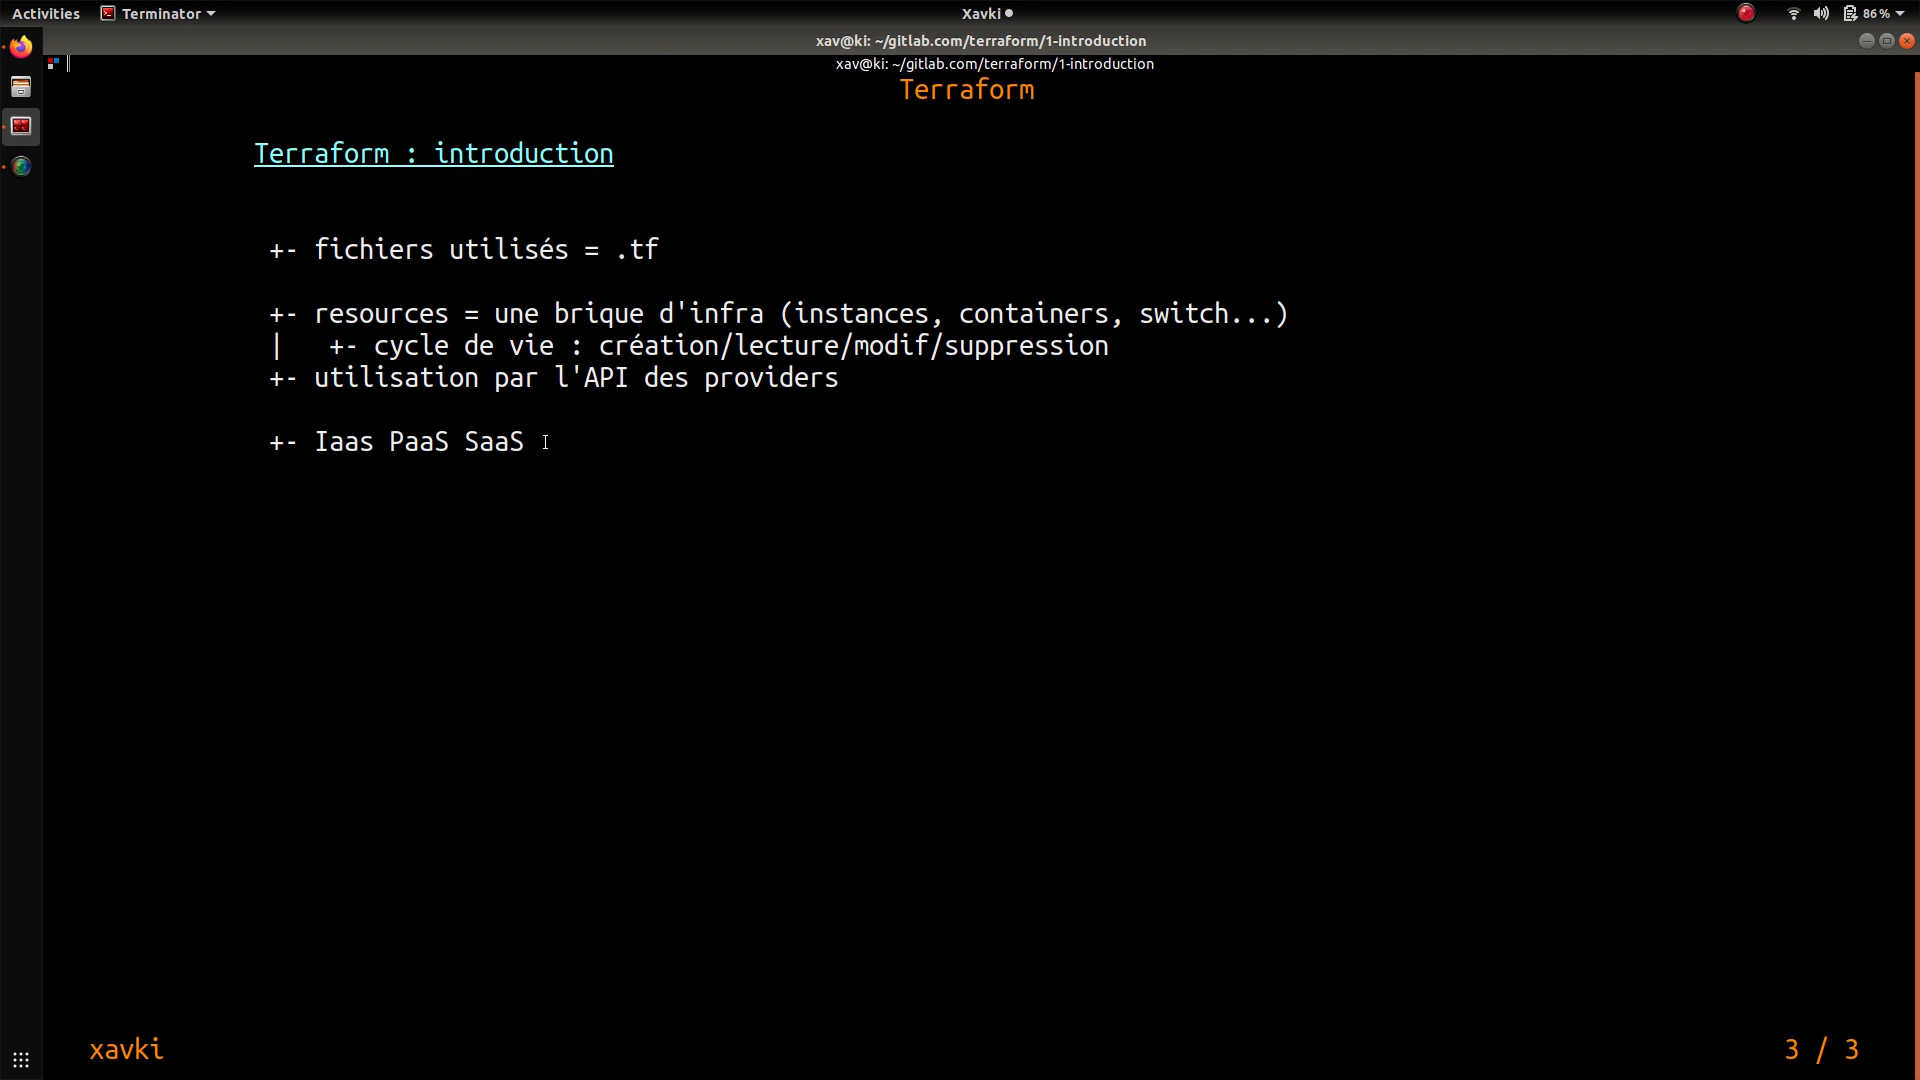 Activities Terminator Xavki 86 %
xav@ki: ~/gitlab.com/terraform/1-introduction
xav@ki: ~/gitlab.com/terraform/1-introduction
Terraform
Terraform : introduction
+- fichiers utilisés = .tf
+- resources = une brique d'infra (instances, containers, switch...)
|   +- cycle de vie : création/lecture/modif/suppression
+- utilisation par l'API des providers
+- Iaas PaaS SaaS
xavki 3 / 3